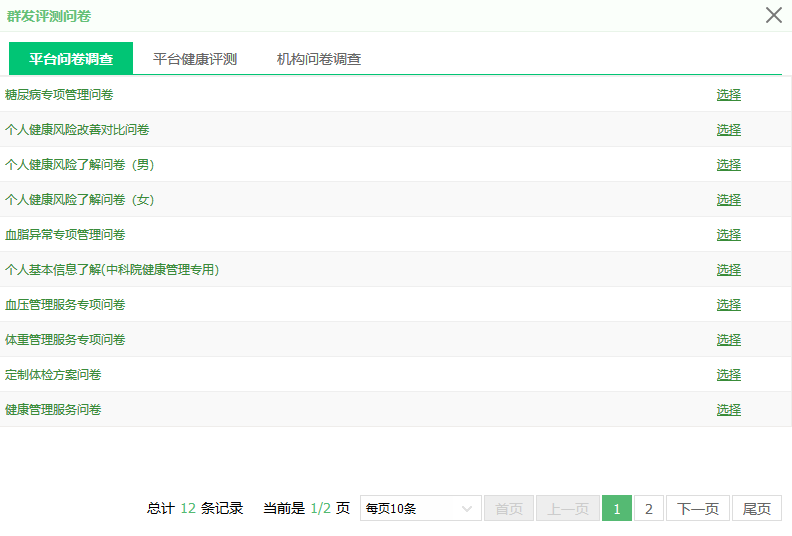 群发评测问卷
平台问卷调查 平台健康评测 机构问卷调查
糖尿病专项管理问卷 选择
个人健康风险改善对比问卷 选择
个人健康风险了解问卷（男） 选择
个人健康风险了解问卷（女） 选择
血脂异常专项管理问卷 选择
个人基本信息了解(中科院健康管理专用) 选择
血压管理服务专项问卷 选择
体重管理服务专项问卷 选择
定制体检方案问卷 选择
健康管理服务问卷 选择
总计 12 条记录 当前是 1/2 页 每页10条 首页 上一页 1 2 下一页 尾页